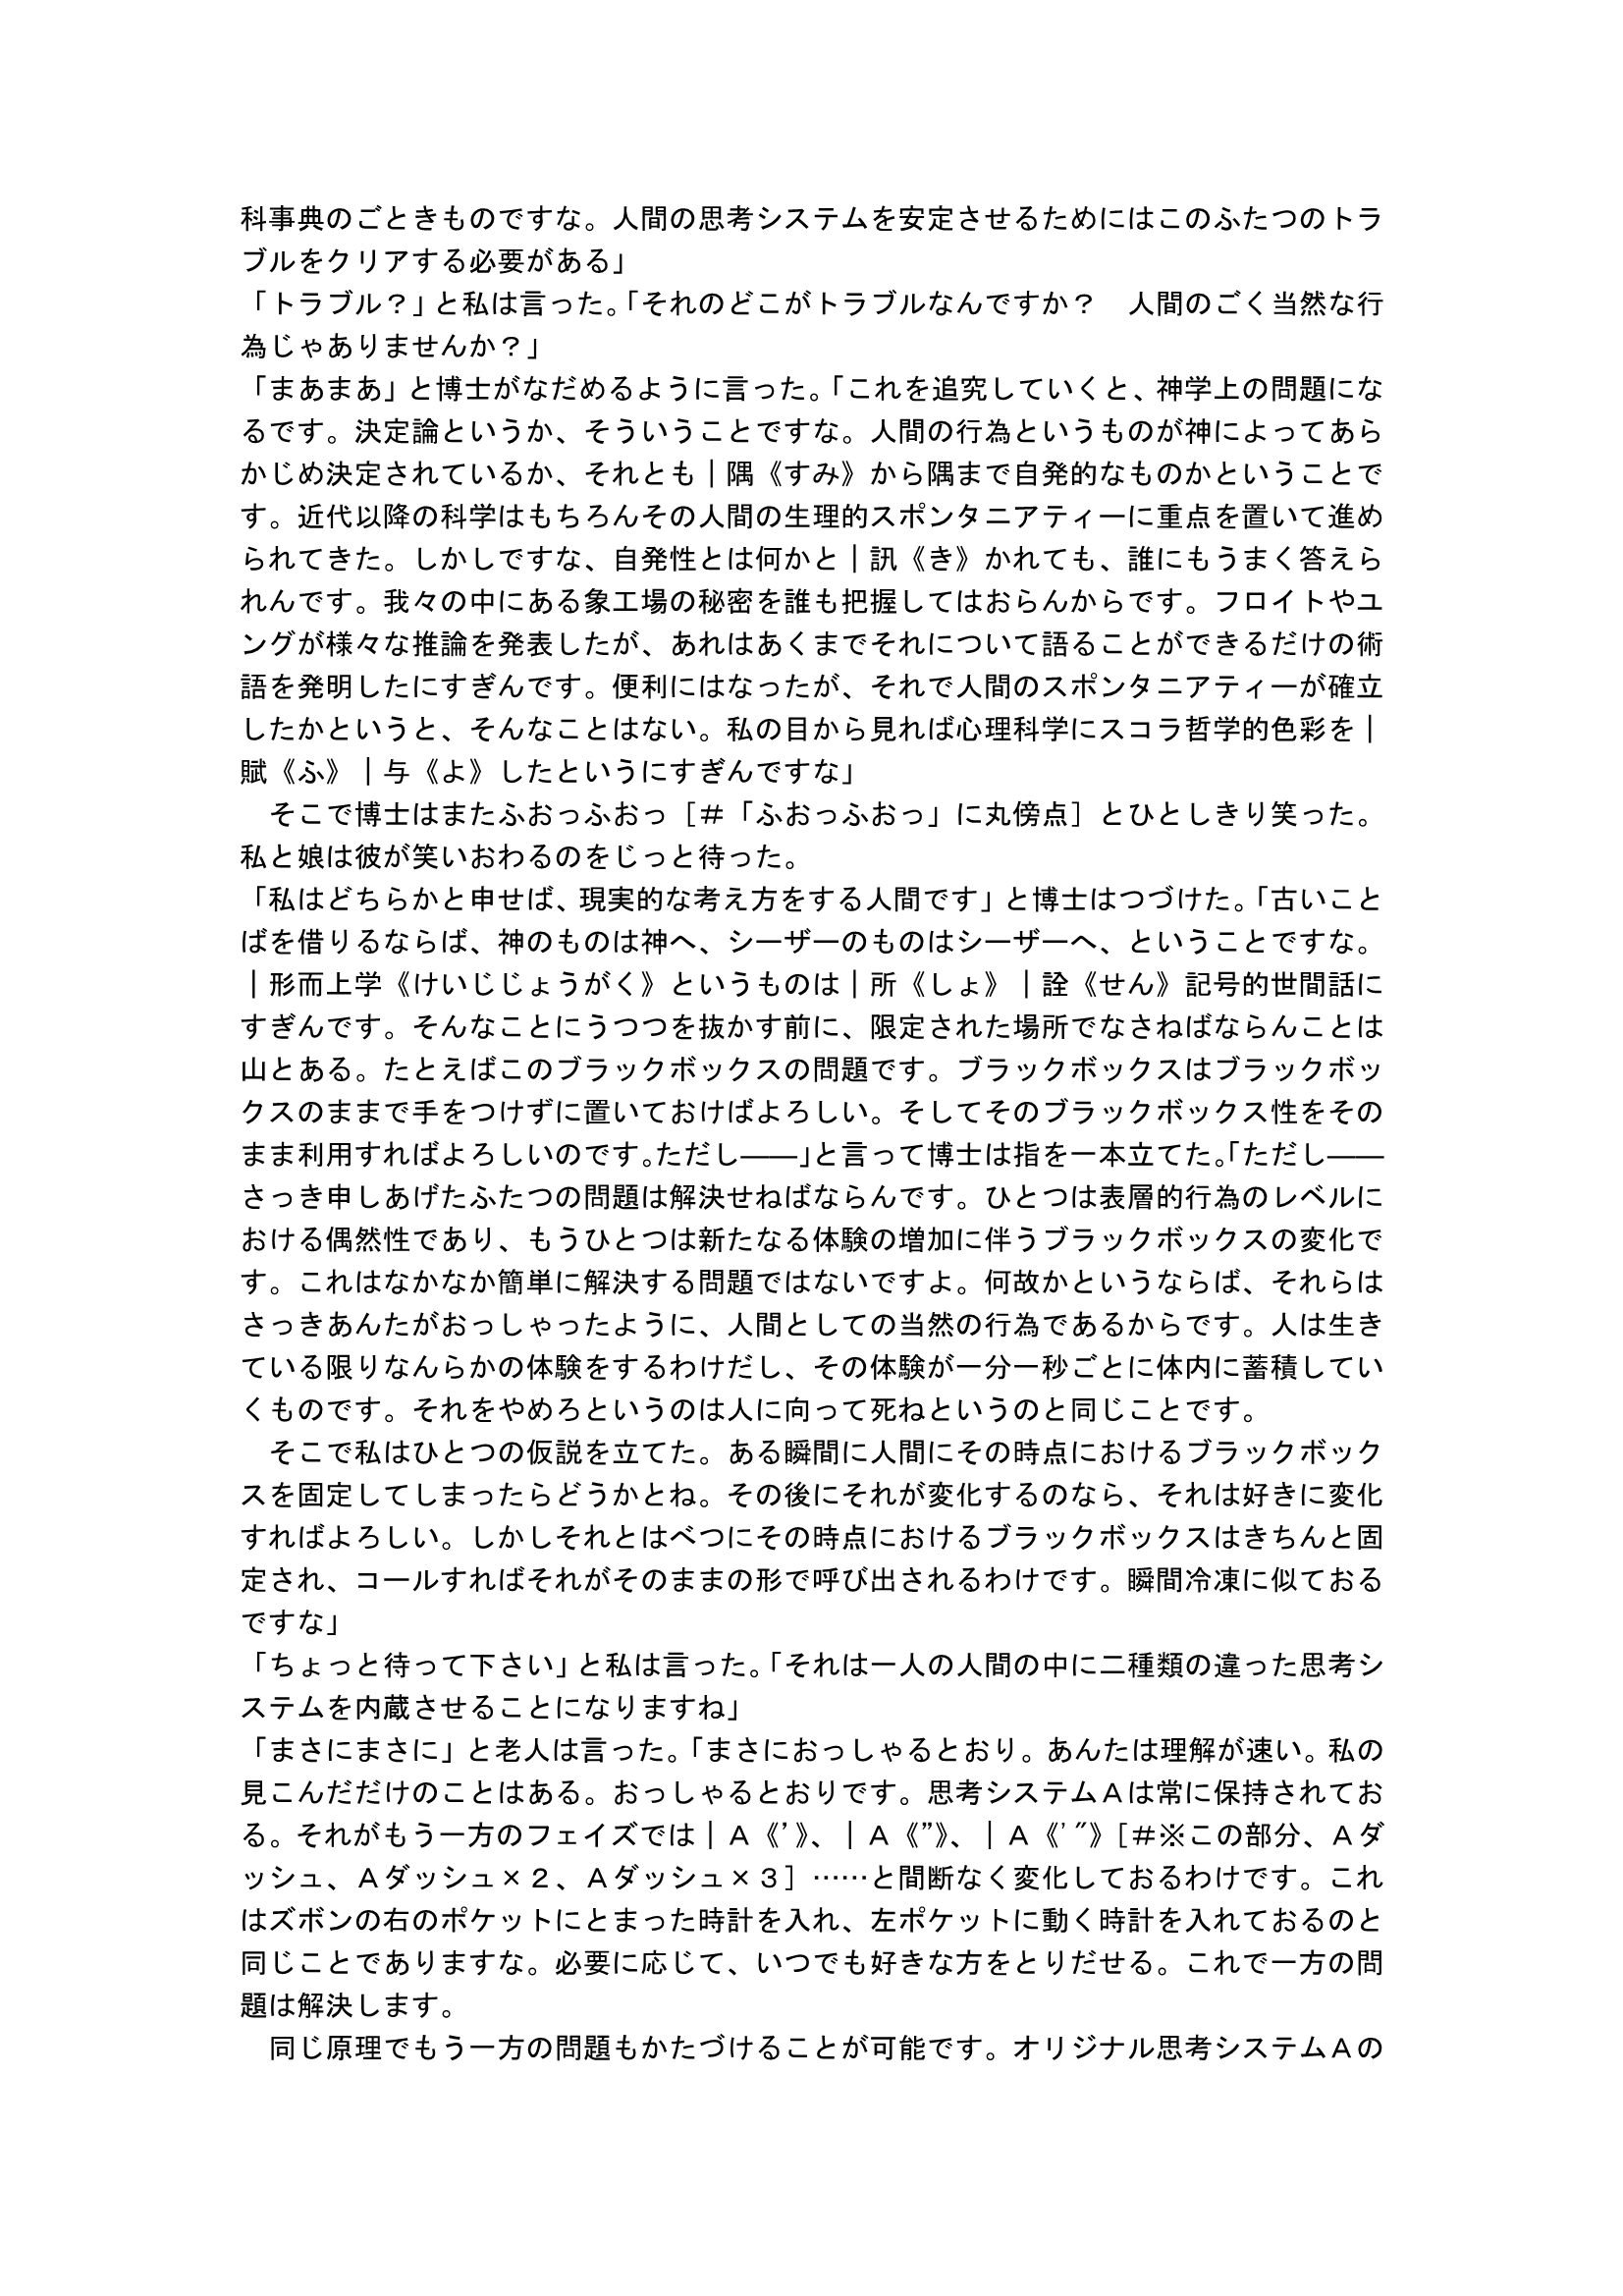 科事典のごときものですな。人間の思考システムを安定させるためにはこのふたつのトラ
ブルをクリアする必要がある」
「トラブル？」と私は言った。「それのどこがトラブルなんですか？　人間のごく当然な行
為じゃありませんか？」
「まあまあ」と博士がなだめるように言った。「これを追究していくと、神学上の問題にな
るです。決定論というか、そういうことですな。人間の行為というものが神によってあら
かじめ決定されているか、それとも｜隅《すみ》から隅まで自発的なものかということで
す。近代以降の科学はもちろんその人間の生理的スポンタニアティーに重点を置いて進め
られてきた。しかしですな、自発性とは何かと｜訊《き》かれても、誰にもうまく答えら
れんです。我々の中にある象工場の秘密を誰も把握してはおらんからです。フロイトやユ
ングが様々な推論を発表したが、あれはあくまでそれについて語ることができるだけの術
語を発明したにすぎんです。便利にはなったが、それで人間のスポンタニアティーが確立
したかというと、そんなことはない。私の目から見れば心理科学にスコラ哲学的色彩を｜
賦《ふ》｜与《よ》したというにすぎんですな」
　そこで博士はまたふおっふおっ［＃「ふおっふおっ」に丸傍点］とひとしきり笑った。
私と娘は彼が笑いおわるのをじっと待った。
「私はどちらかと申せば、現実的な考え方をする人間です」と博士はつづけた。「古いこと
ばを借りるならば、神のものは神へ、シーザーのものはシーザーへ、ということですな。
｜形而上学《けいじじょうがく》というものは｜所《しょ》｜詮《せん》記号的世間話に
すぎんです。そんなことにうつつを抜かす前に、限定された場所でなさねばならんことは
山とある。たとえばこのブラックボックスの問題です。ブラックボックスはブラックボッ
クスのままで手をつけずに置いておけばよろしい。そしてそのブラックボックス性をその
まま利用すればよろしいのです。ただし――」と言って博士は指を一本立てた。「ただし――
さっき申しあげたふたつの問題は解決せねばならんです。ひとつは表層的行為のレベルに
おける偶然性であり、もうひとつは新たなる体験の増加に伴うブラックボックスの変化で
す。これはなかなか簡単に解決する問題ではないですよ。何故かというならば、それらは
さっきあんたがおっしゃったように、人間としての当然の行為であるからです。人は生き
ている限りなんらかの体験をするわけだし、その体験が一分一秒ごとに体内に蓄積してい
くものです。それをやめろというのは人に向って死ねというのと同じことです。
　そこで私はひとつの仮説を立てた。ある瞬間に人間にその時点におけるブラックボック
スを固定してしまったらどうかとね。その後にそれが変化するのなら、それは好きに変化
すればよろしい。しかしそれとはべつにその時点におけるブラックボックスはきちんと固
定され、コールすればそれがそのままの形で呼び出されるわけです。瞬間冷凍に似ておる
ですな」
「ちょっと待って下さい」と私は言った。「それは一人の人間の中に二種類の違った思考シ
ステムを内蔵させることになりますね」
「まさにまさに」と老人は言った。「まさにおっしゃるとおり。あんたは理解が速い。私の
見こんだだけのことはある。おっしゃるとおりです。思考システムＡは常に保持されてお
る。それがもう一方のフェイズでは｜Ａ《’》、｜Ａ《”》、｜Ａ《’”》［＃※この部分、Ａダ
ッシュ、Ａダッシュ×２、Ａダッシュ×３］……と間断なく変化しておるわけです。これ
はズボンの右のポケットにとまった時計を入れ、左ポケットに動く時計を入れておるのと
同じことでありますな。必要に応じて、いつでも好きな方をとりだせる。これで一方の問
題は解決します。
　同じ原理でもう一方の問題もかたづけることが可能です。オリジナル思考システムＡの